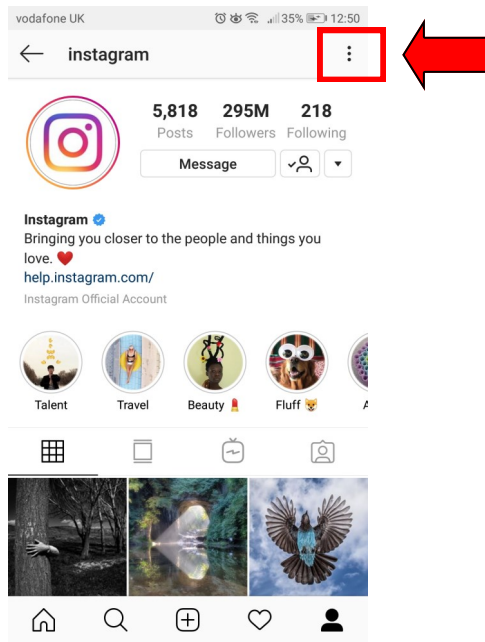 vodafone UK 35% 12:50
instagram
5,818 295M 218
Posts Followers Following
Message
Instagram
Bringing you closer to the people and things you
love. ❤️
help.instagram.com/
Instagram Official Account
Talent Travel Beauty 💄 Fluff 😼 A